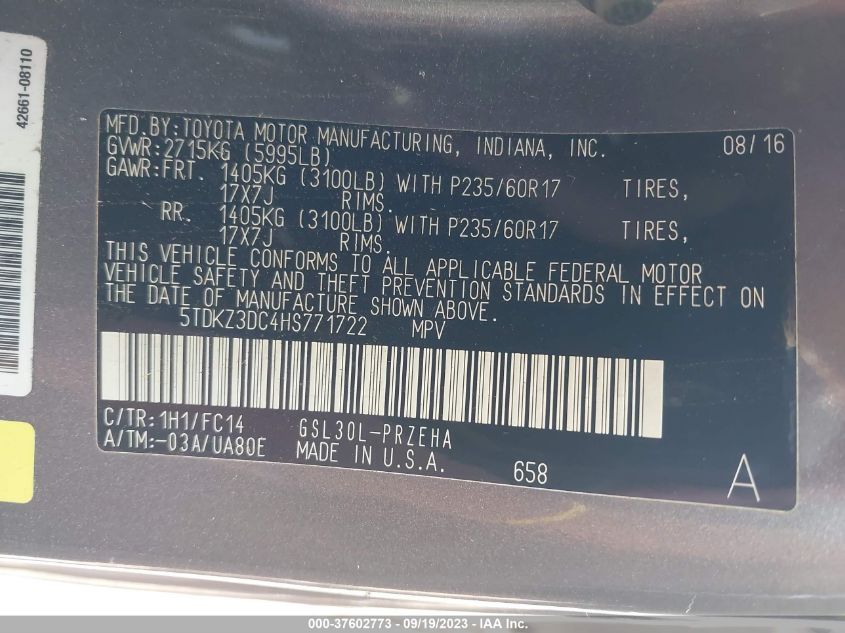 42661-08110
MFD.BY:TOYOTA MOTOR MANUFACTURING, INDIANA, INC. 08/16
GVWR:2715KG (5995LB)
GAWR:FRT. 1405KG (3100LB) WITH P235/60R17 TIRES,
17X7J RIMS.
RR. 1405KG (3100LB) WITH P235/60R17 TIRES,
17X7J RIMS.
THIS VEHICLE CONFORMS TO ALL APPLICABLE FEDERAL MOTOR
VEHICLE SAFETY AND THEFT PREVENTION STANDARDS IN EFFECT ON
THE DATE OF MANUFACTURE SHOWN ABOVE.
5TDKZ3DC4HS771722 MPV
C/TR:1H1/FC14 GSL30L-PRZEHA
A/TM:-03A/UA80E MADE IN U.S.A. 658 A
000-37602773 - 09/19/2023 - © IAA Inc.